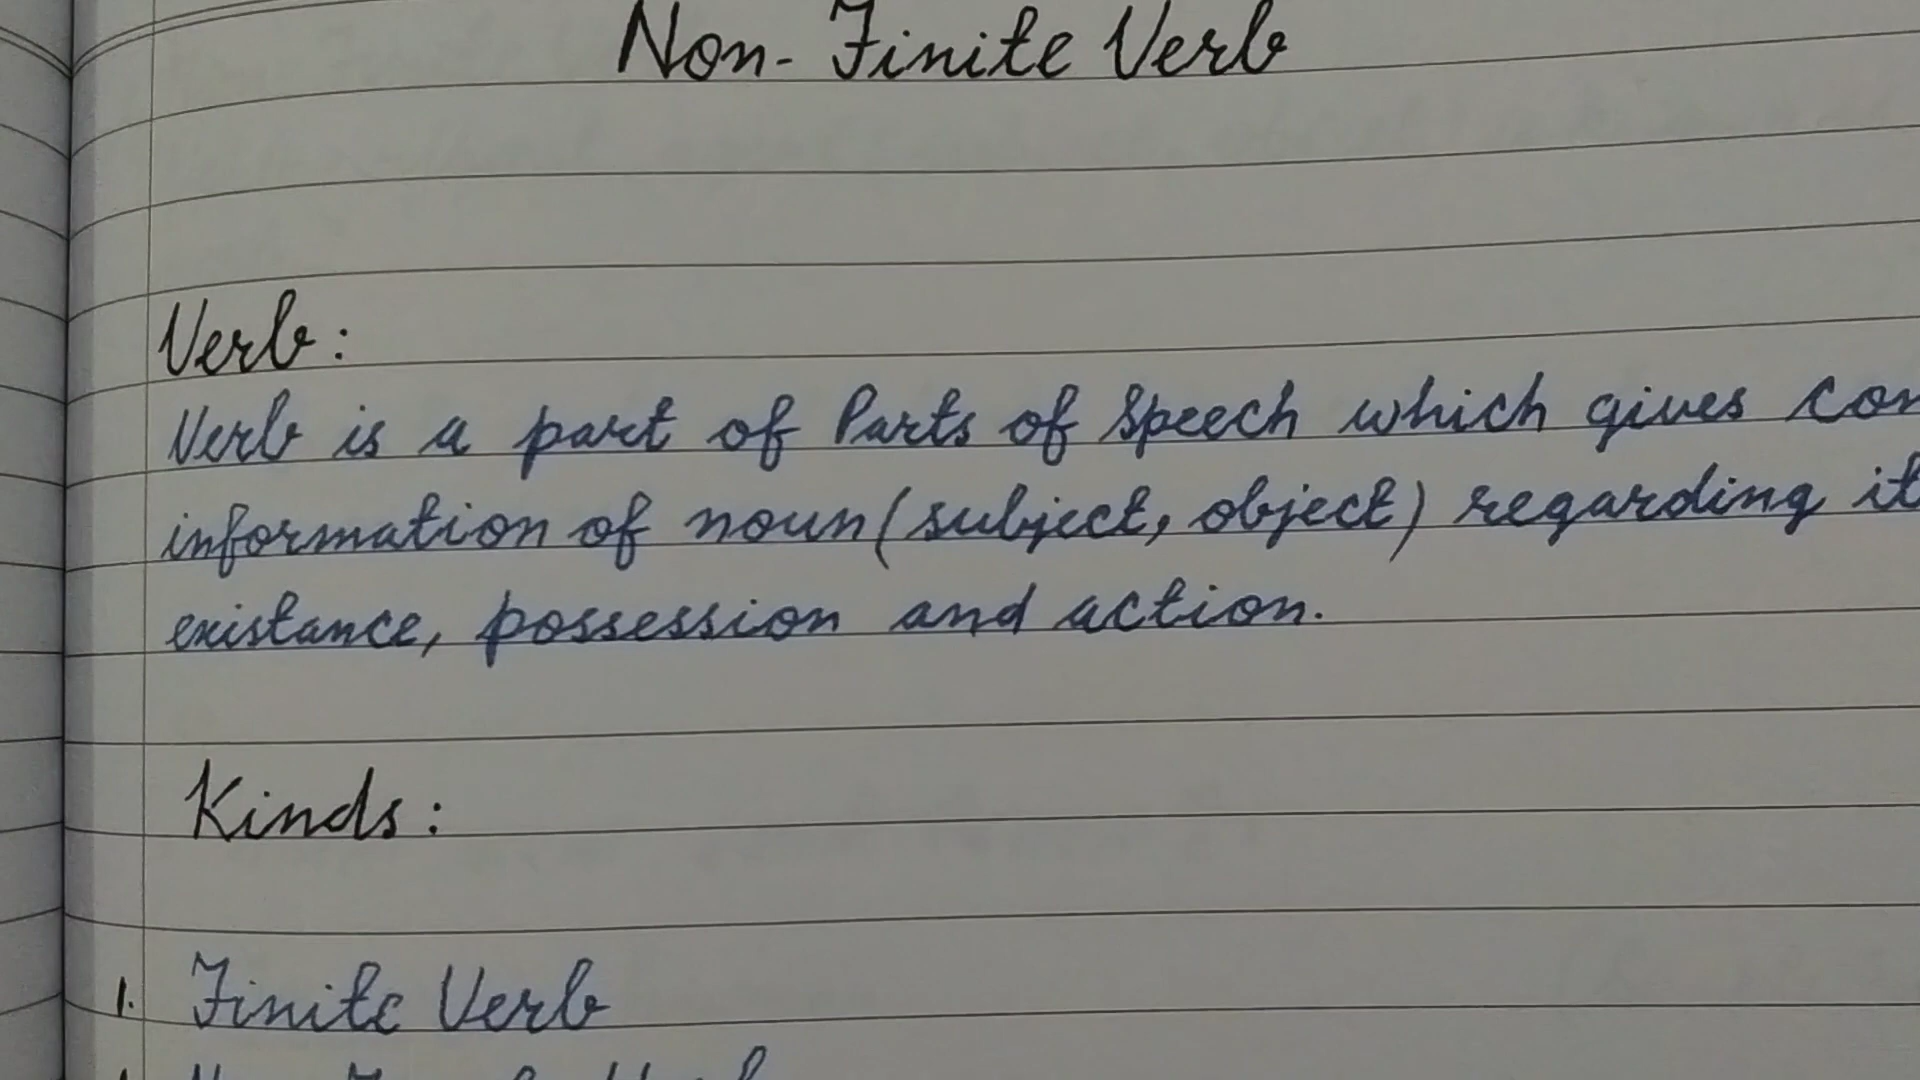 Non-Finite Verb
Verb:
Verb is a part of Parts of Speech which gives
information of noun (subject, object) regarding
existance, possession and action.
Kinds:
1. Finite Verb